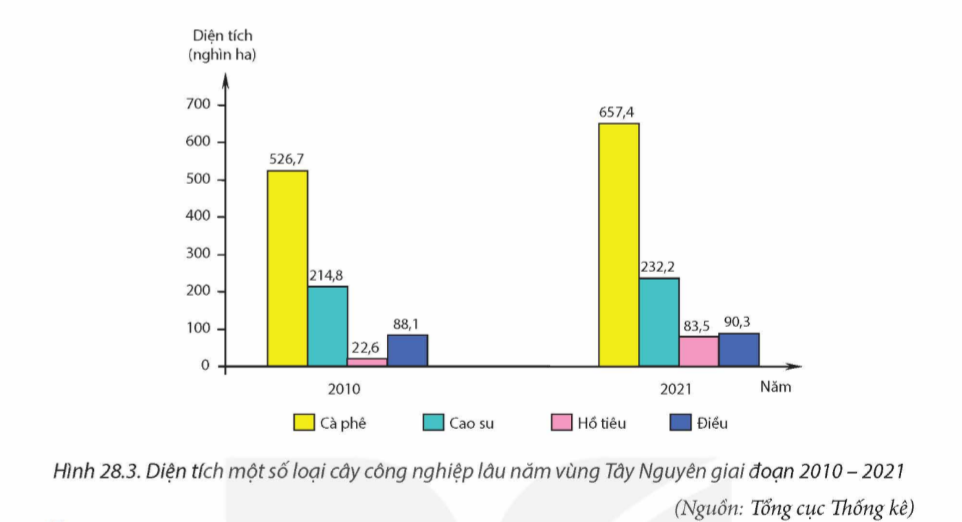 Diện tích
(nghìn ha)
700
600
500
400
300
200
100
0
526,7
214,8
22,6
88,1
657,4
232,2
83,5
90,3
2010
2021
Năm
Cà phê
Cao su
Hồ tiêu
Điều
Hình 28.3. Diện tích một số loại cây công nghiệp lâu năm vùng Tây Nguyên giai đoạn 2010 – 2021
(Nguồn: Tổng cục Thống kê)